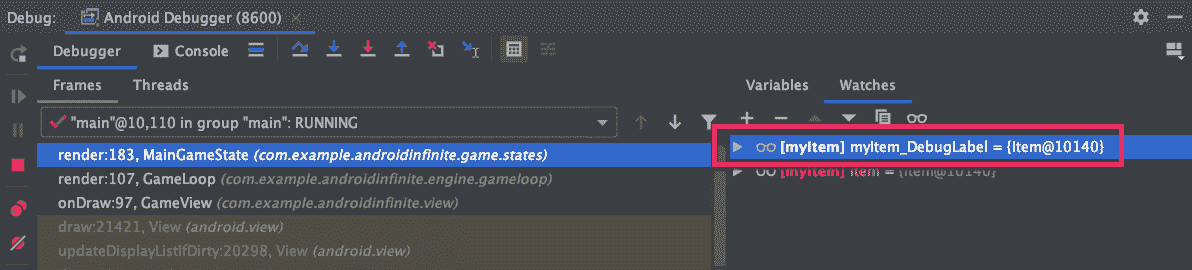 Debug: Android Debugger (8600)
Debugger Console
Frames Threads
Variables Watches
"main"@10,110 in group "main": RUNNING
render:183, MainGameState (com.example.androidinfinite.game.states)
[myItem] myItem_DebugLabel = {Item@10140}
render:107, GameLoop (com.example.androidinfinite.engine.gameloop)
[myItem] item = {Item@10140}
onDraw:97, GameView (com.example.androidinfinite.view)
draw:21421, View (android.view)
updateDisplayListIfDirty:20298, View (android.view)